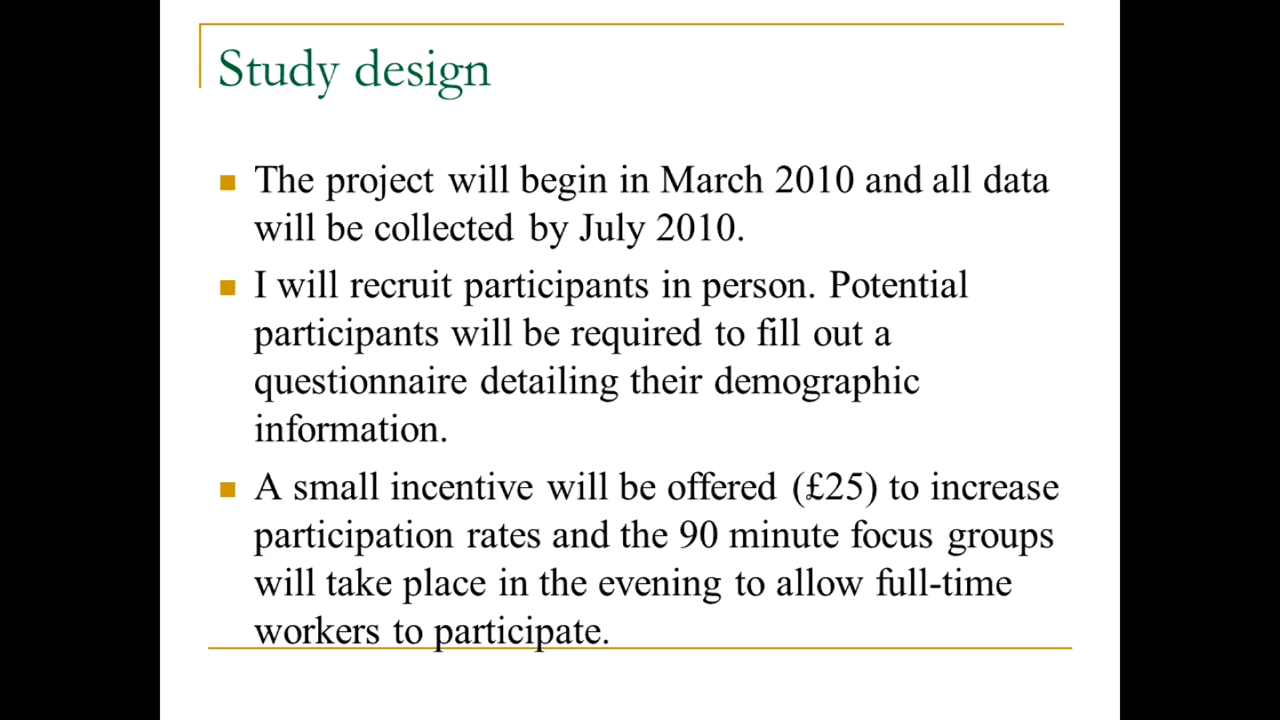 Study design
The project will begin in March 2010 and all data
will be collected by July 2010.
I will recruit participants in person. Potential
participants will be required to fill out a
questionnaire detailing their demographic
information.
A small incentive will be offered (£25) to increase
participation rates and the 90 minute focus groups
will take place in the evening to allow full-time
workers to participate.